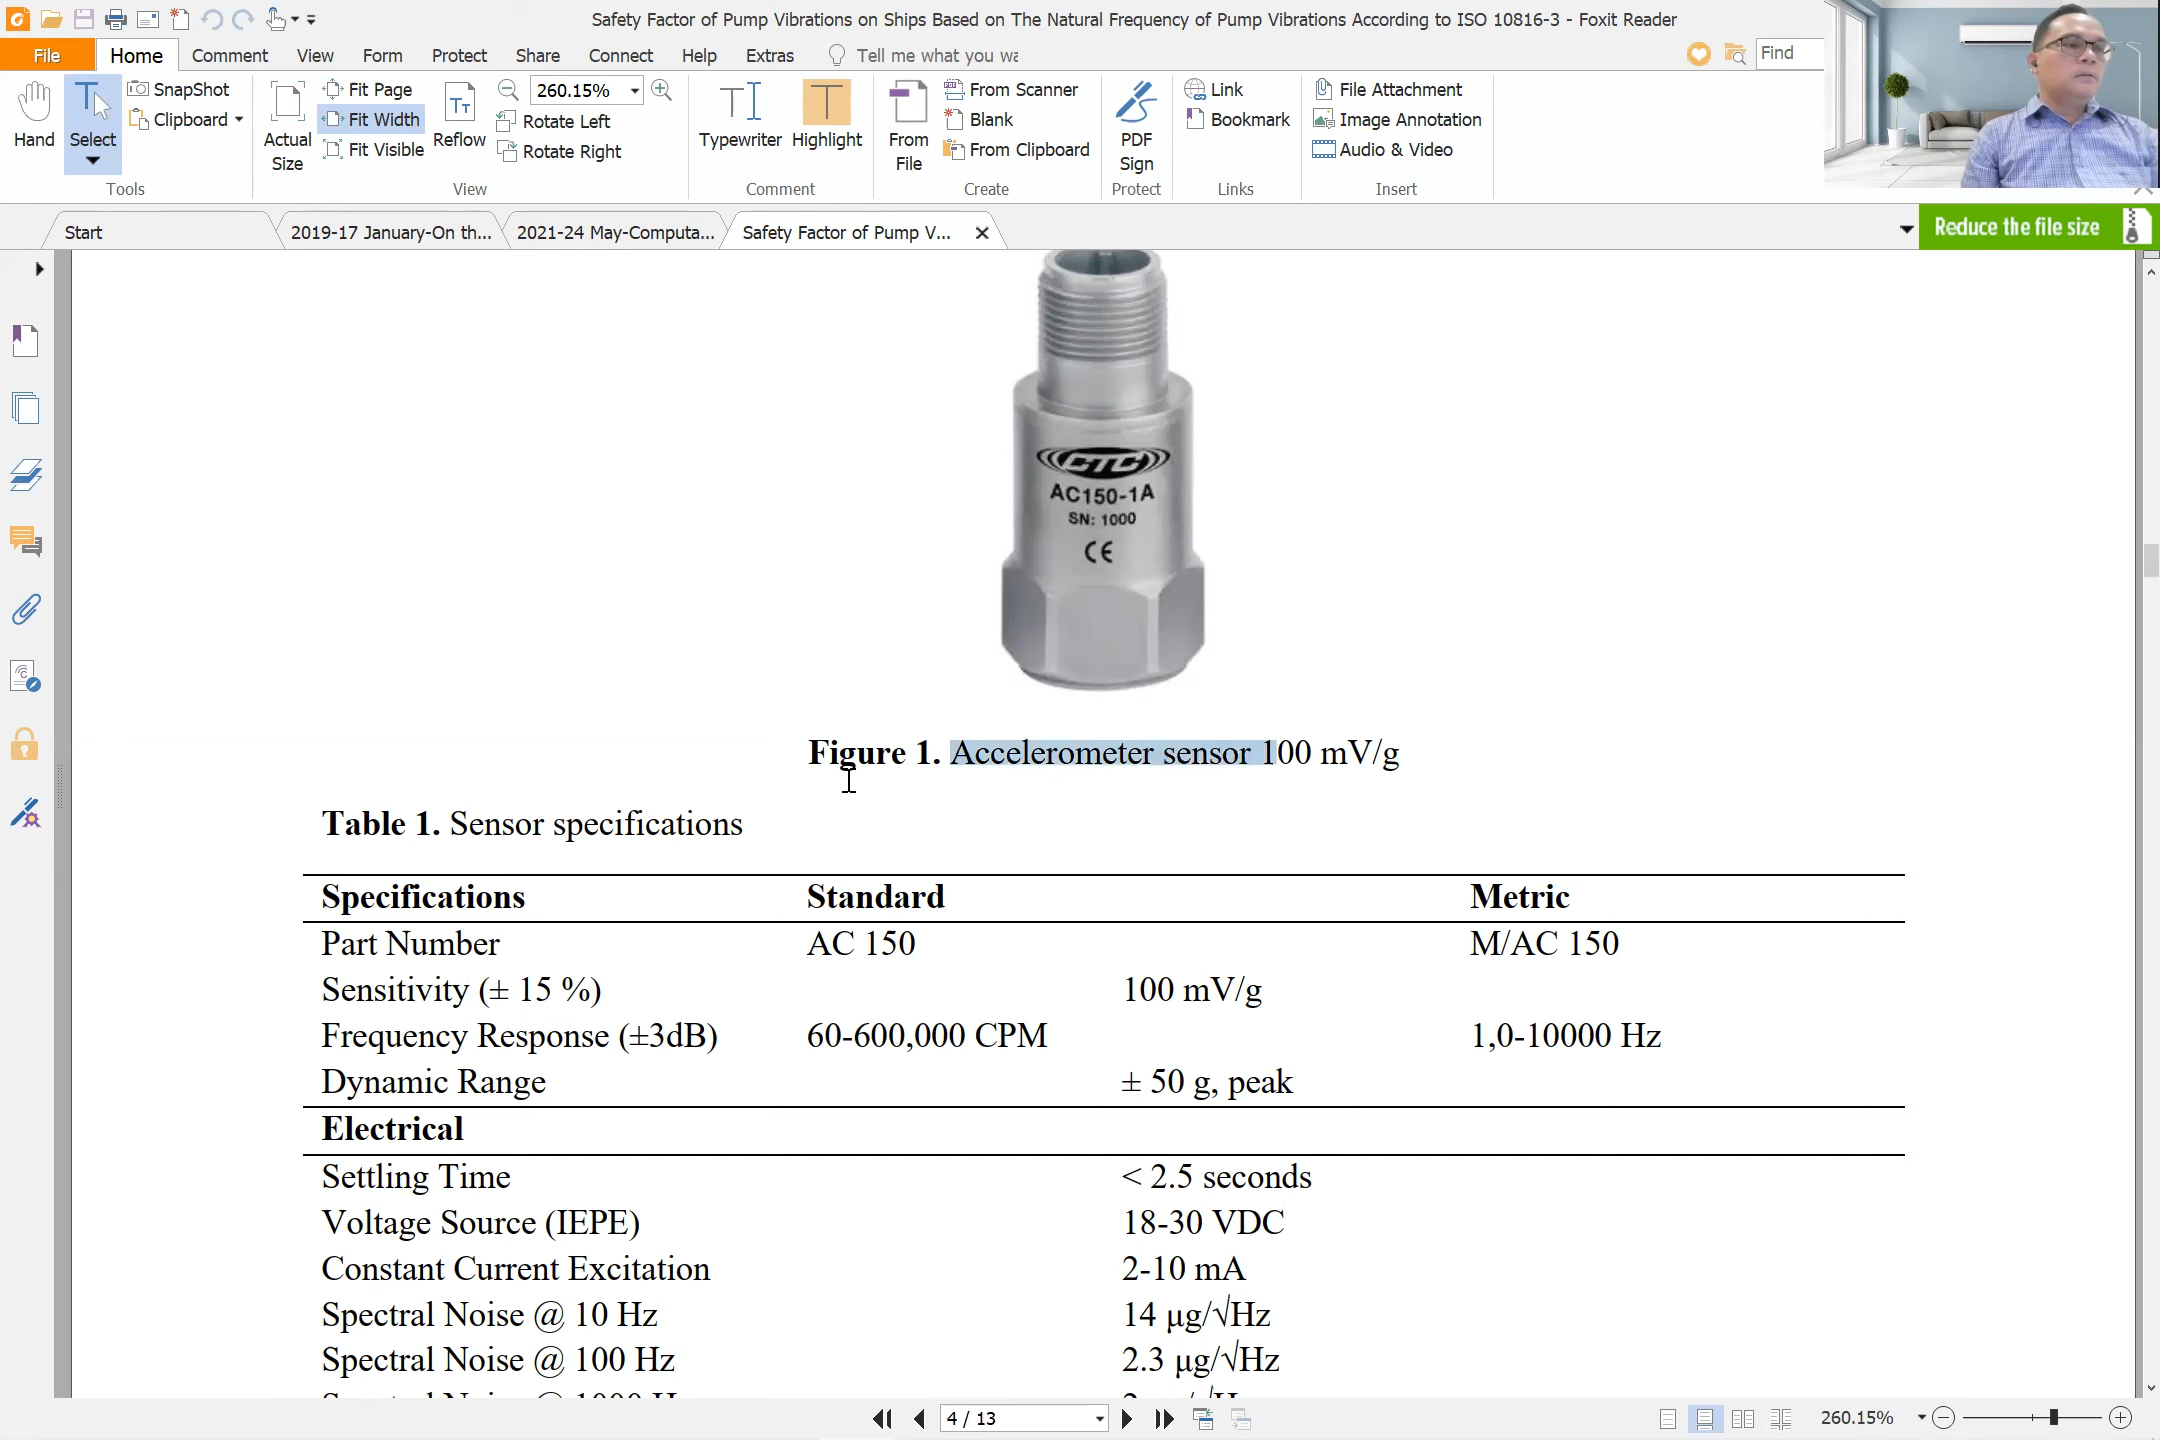 Safety Factor of Pump Vibrations on Ships Based on The Natural Frequency of Pump Vibrations According to ISO 10816-3 - Foxit Reader
File Home Comment View Form Protect Share Connect Help Extras Tell me what you wa Find
Hand
Select
SnapShot
Clipboard
Tools
Actual Size
Fit Page
Fit Width
Fit Visible
Reflow
260.15%
Rotate Left
Rotate Right
View
Typewriter
Highlight
Comment
From File
From Scanner
Blank
From Clipboard
Create
PDF Sign
Protect
Link
Bookmark
Links
File Attachment
Image Annotation
Audio & Video
Insert
Start 2019-17 January-On th... 2021-24 May-Computa... Safety Factor of Pump V... Reduce the file size
CTC
AC150-1A
SN: 1000
CE
Figure 1. Accelerometer sensor 100 mV/g
Table 1. Sensor specifications
Specifications Standard Metric
Part Number AC 150 M/AC 150
Sensitivity (± 15 %) 100 mV/g
Frequency Response (±3dB) 60-600,000 CPM 1,0-10000 Hz
Dynamic Range ± 50 g, peak
Electrical
Settling Time < 2.5 seconds
Voltage Source (IEPE) 18-30 VDC
Constant Current Excitation 2-10 mA
Spectral Noise @ 10 Hz 14 µg/√Hz
Spectral Noise @ 100 Hz 2.3 µg/√Hz
4 / 13 260.15%